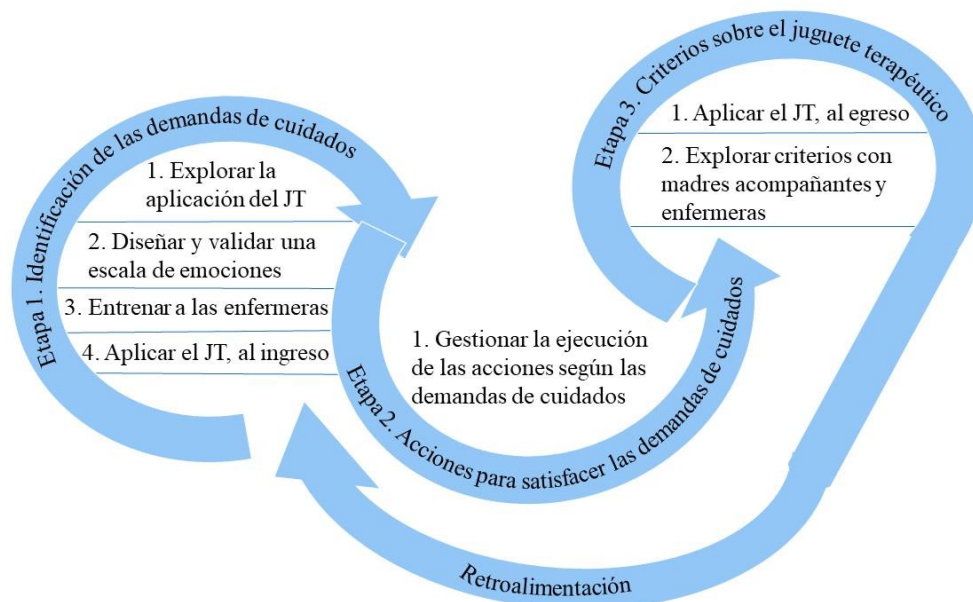 Etapa 1. Identificación de las demandas de cuidados
1. Explorar la
aplicación del JT
2. Diseñar y validar una
escala de emociones
3. Entrenar a las enfermeras
4. Aplicar el JT, al ingreso
Etapa 2. Acciones para satisfacer las demandas de cuidados
1. Gestionar la ejecución
de las acciones según las
demandas de cuidados
Etapa 3. Criterios sobre el juguete terapéutico
1. Aplicar el JT, al egreso
2. Explorar criterios con
madres acompañantes y
enfermeras
Retroalimentación